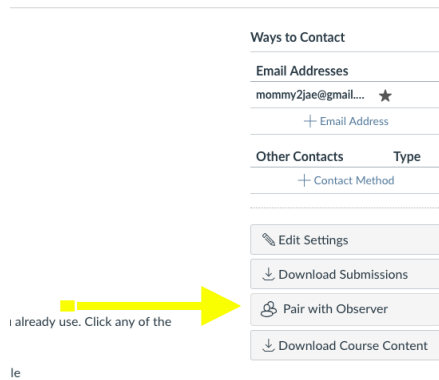 Ways to Contact
Email Addresses
mommy2jae@gmail....
+ Email Address
Other Contacts Type
+ Contact Method
Edit Settings
Download Submissions
Pair with Observer
already use. Click any of the
Download Course Content
le